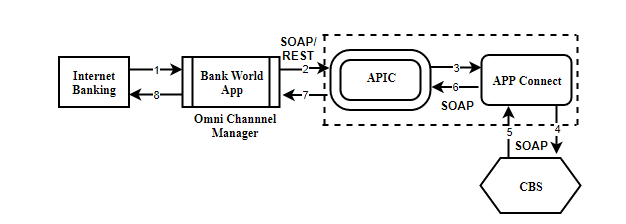 SOAP/
REST
Internet
Banking
1
8
Bank World
App
Omni Channnel
Manager
2
7
APIC
3
6
SOAP
APP Connect
5
4
SOAP
CBS